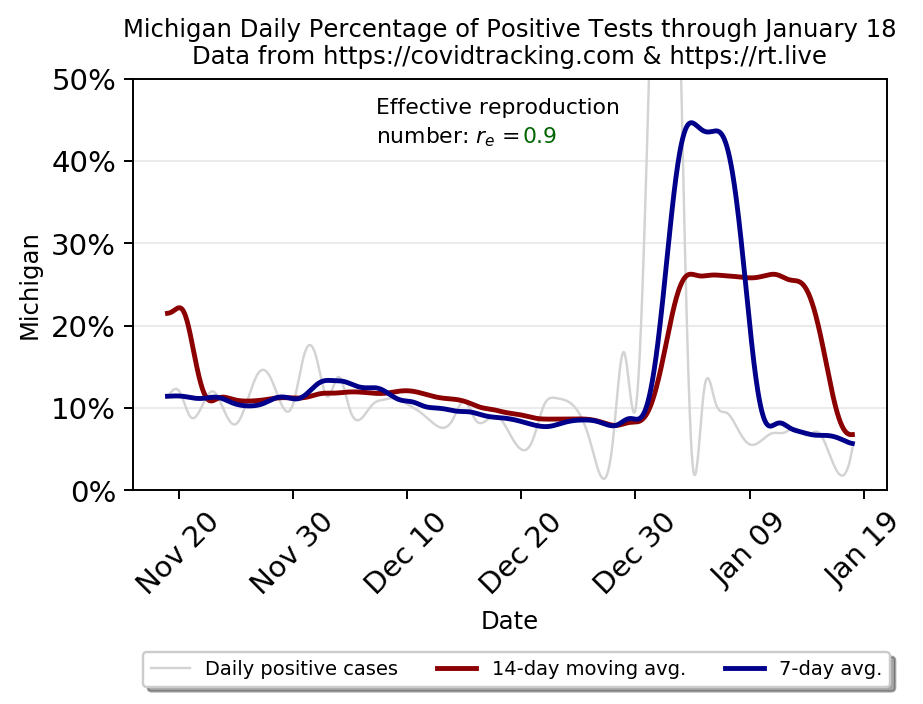 Michigan Daily Percentage of Positive Tests through January 18
Data from https://covidtracking.com & https://rt.live
Effective reproduction
number: rₑ =0.9
50%
40%
30%
20%
10%
0%
Michigan
Nov 20
Nov 30
Dec 10
Dec 20
Dec 30
Jan 09
Jan 19
Date
Daily positive cases
14-day moving avg.
7-day avg.